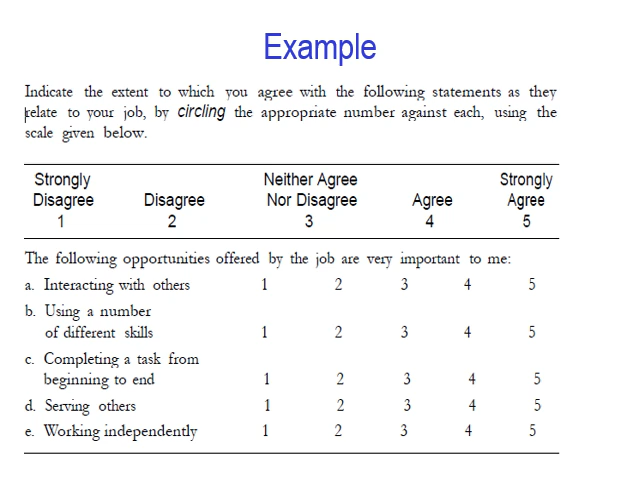 Example
Indicate the extent to which you agree with the following statements as they
relate to your job, by circling the appropriate number against each, using the
scale given below.
Strongly Neither Agree Strongly
Disagree Disagree Nor Disagree Agree Agree
1 2 3 4 5
The following opportunities offered by the job are very important to me:
a. Interacting with others 1 2 3 4 5
b. Using a number
of different skills 1 2 3 4 5
c. Completing a task from
beginning to end 1 2 3 4 5
d. Serving others 1 2 3 4 5
e. Working independently 1 2 3 4 5